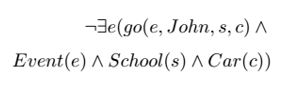 ¬∃e(go(e, John, s, c) ∧
Event(e) ∧ School(s) ∧ Car(c))